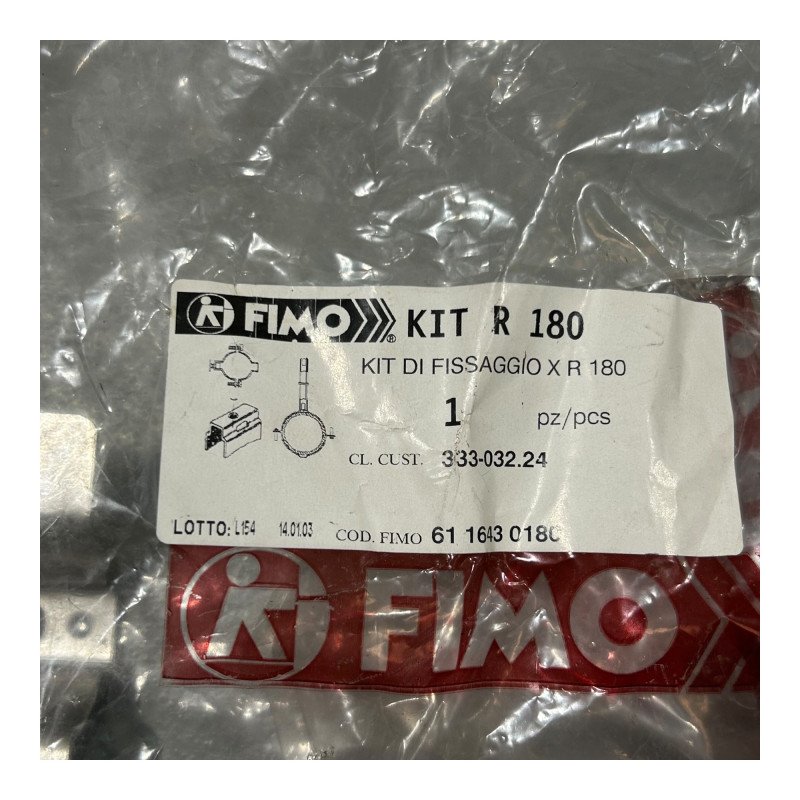 FIMO® KIT R 180
KIT DI FISSAGGIO X R 180
1 pz/pcs
CL. CUST. 333-032.24
LOTTO: L154 14.01.03 COD. FIMO 61 1643 0180
FIMO